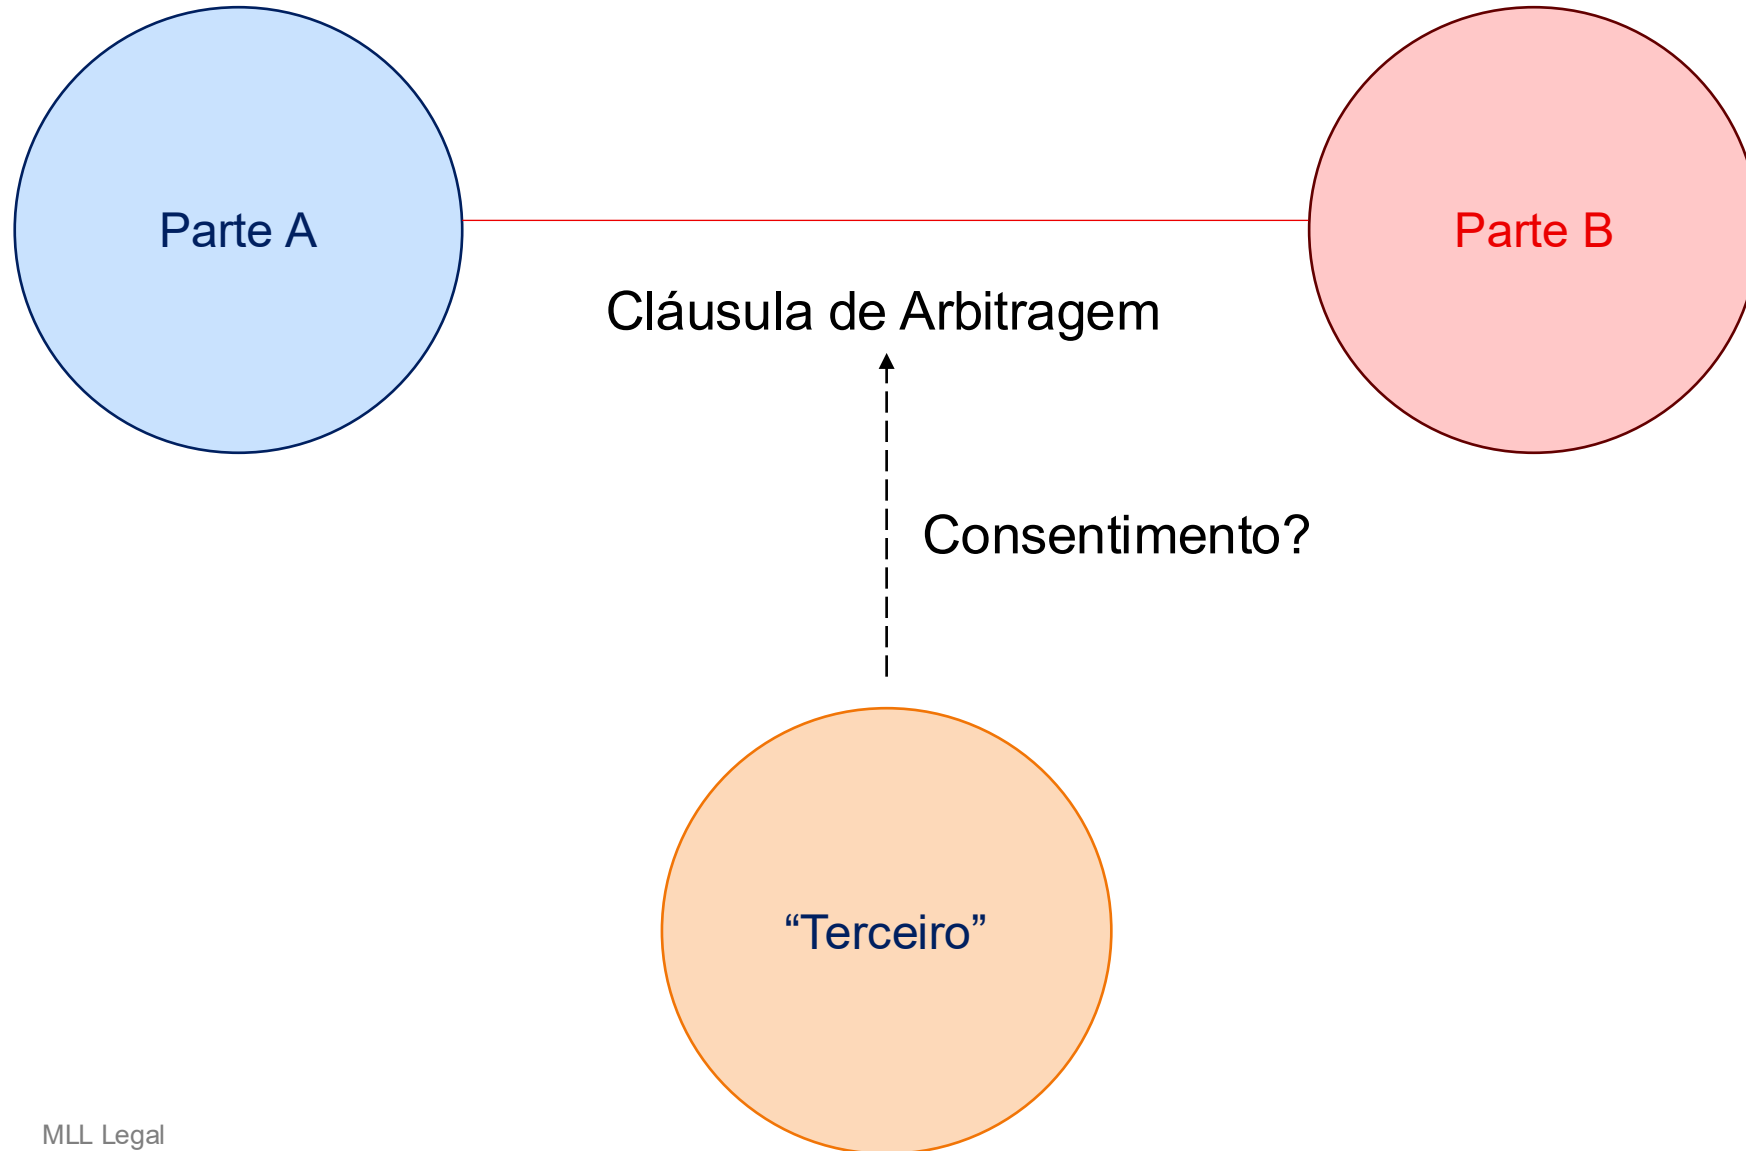 Parte A
Parte B
Cláusula de Arbitragem
Consentimento?
“Terceiro”
MLL Legal